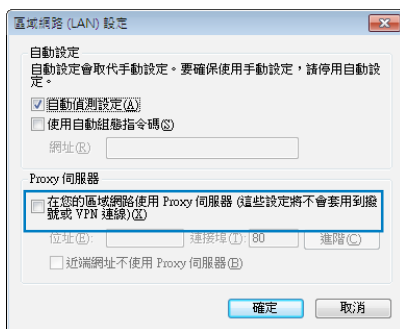 區域網路 (LAN) 設定
自動設定
自動設定會取代手動設定。要確保使用手動設定，請停用自動設
定。
自動偵測設定(A)
使用自動組態指令碼(S)
網址(R)
Proxy 伺服器
在您的區域網路使用 Proxy 伺服器 (這些設定將不會套用到撥
號或 VPN 連線)(X)
位址(E): 連接埠(T): 80 進階(C)
近端網址不使用 Proxy 伺服器(B)
確定 取消